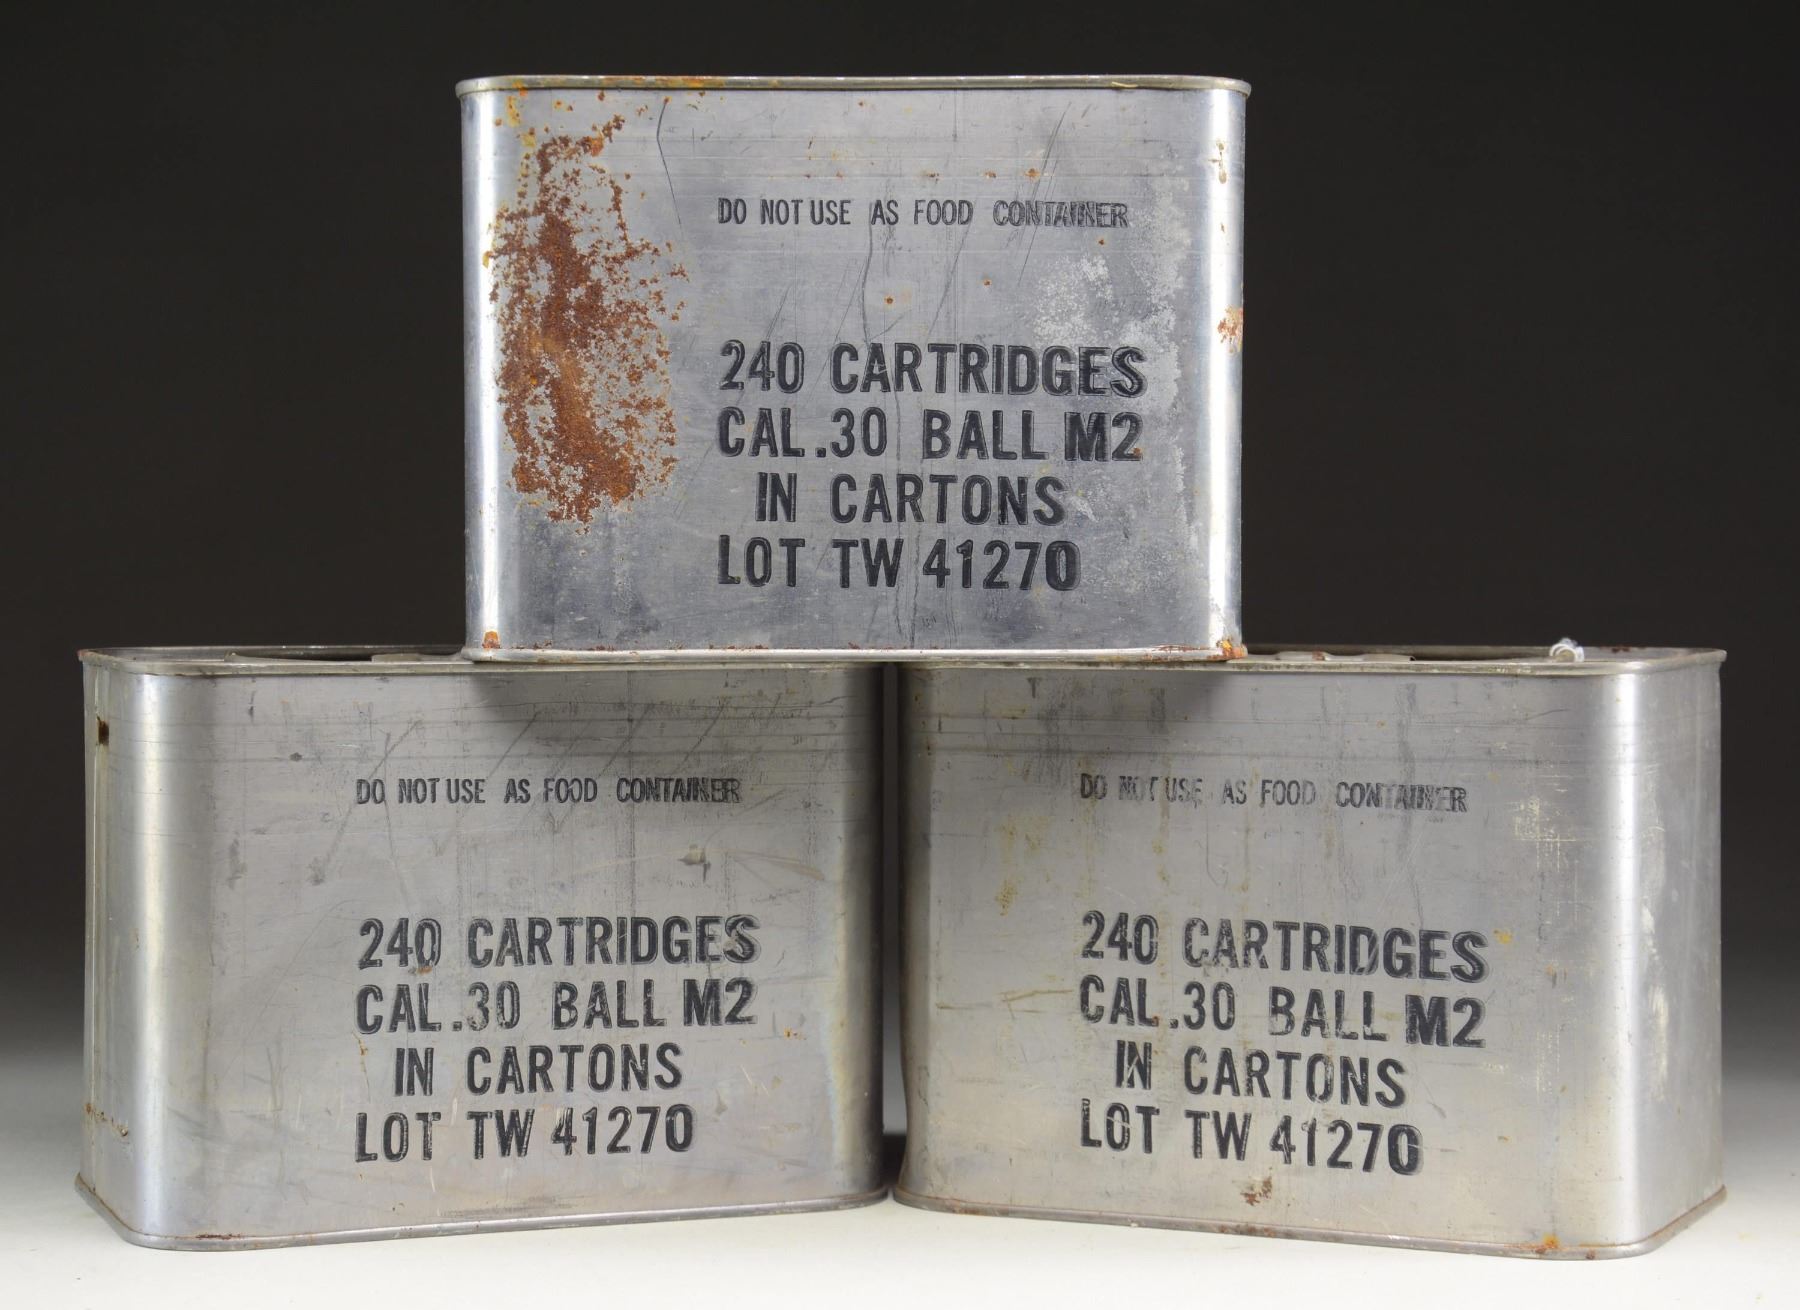 DO NOT USE AS FOOD CONTAINER
240 CARTRIDGES
CAL .30 BALL M2
IN CARTONS
LOT TW 41270
DO NOT USE AS FOOD CONTAINER
240 CARTRIDGES
CAL .30 BALL M2
IN CARTONS
LOT TW 41270
DO NOT USE AS FOOD CONTAINER
240 CARTRIDGES
CAL .30 BALL M2
IN CARTONS
LOT TW 41270